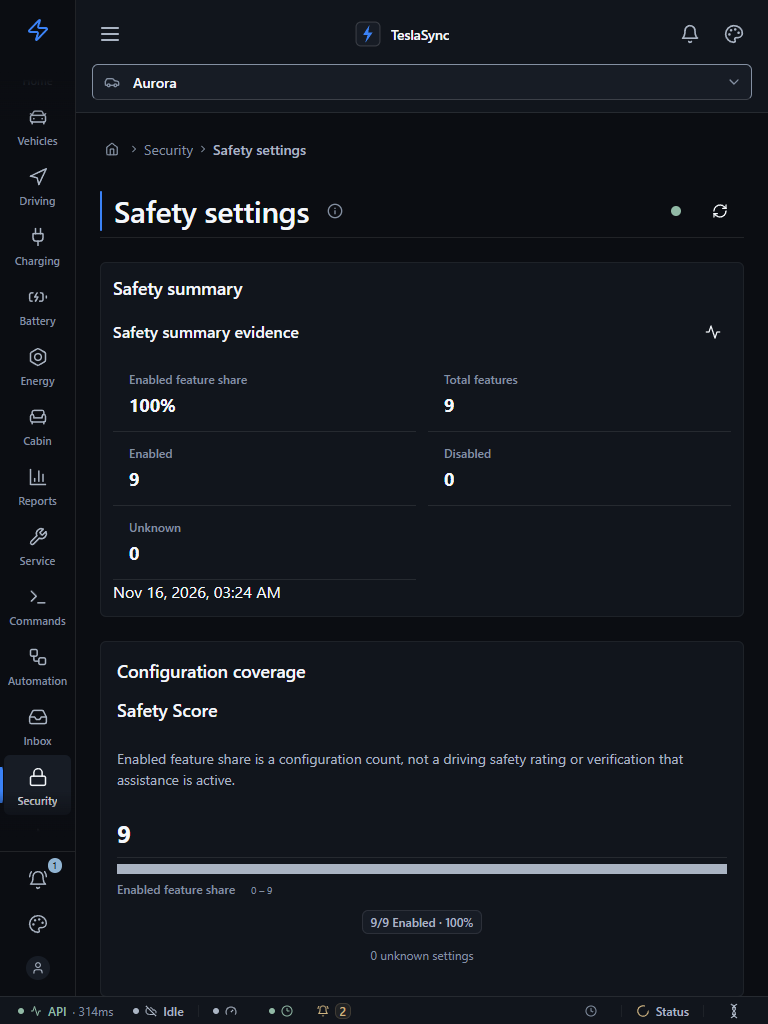 TeslaSync
Aurora
Vehicles
Driving
Charging
Battery
Energy
Cabin
Reports
Service
Commands
Automation
Inbox
Security
1
Security
Safety settings
Safety settings
Safety summary
Safety summary evidence
Enabled feature share
100%
Total features
9
Enabled
9
Disabled
0
Unknown
0
Nov 16, 2026, 03:24 AM
Configuration coverage
Safety Score
Enabled feature share is a configuration count, not a driving safety rating or verification that
assistance is active.
9
Enabled feature share 0 – 9
9/9 Enabled · 100%
0 unknown settings
API · 314ms
Idle
2
Status